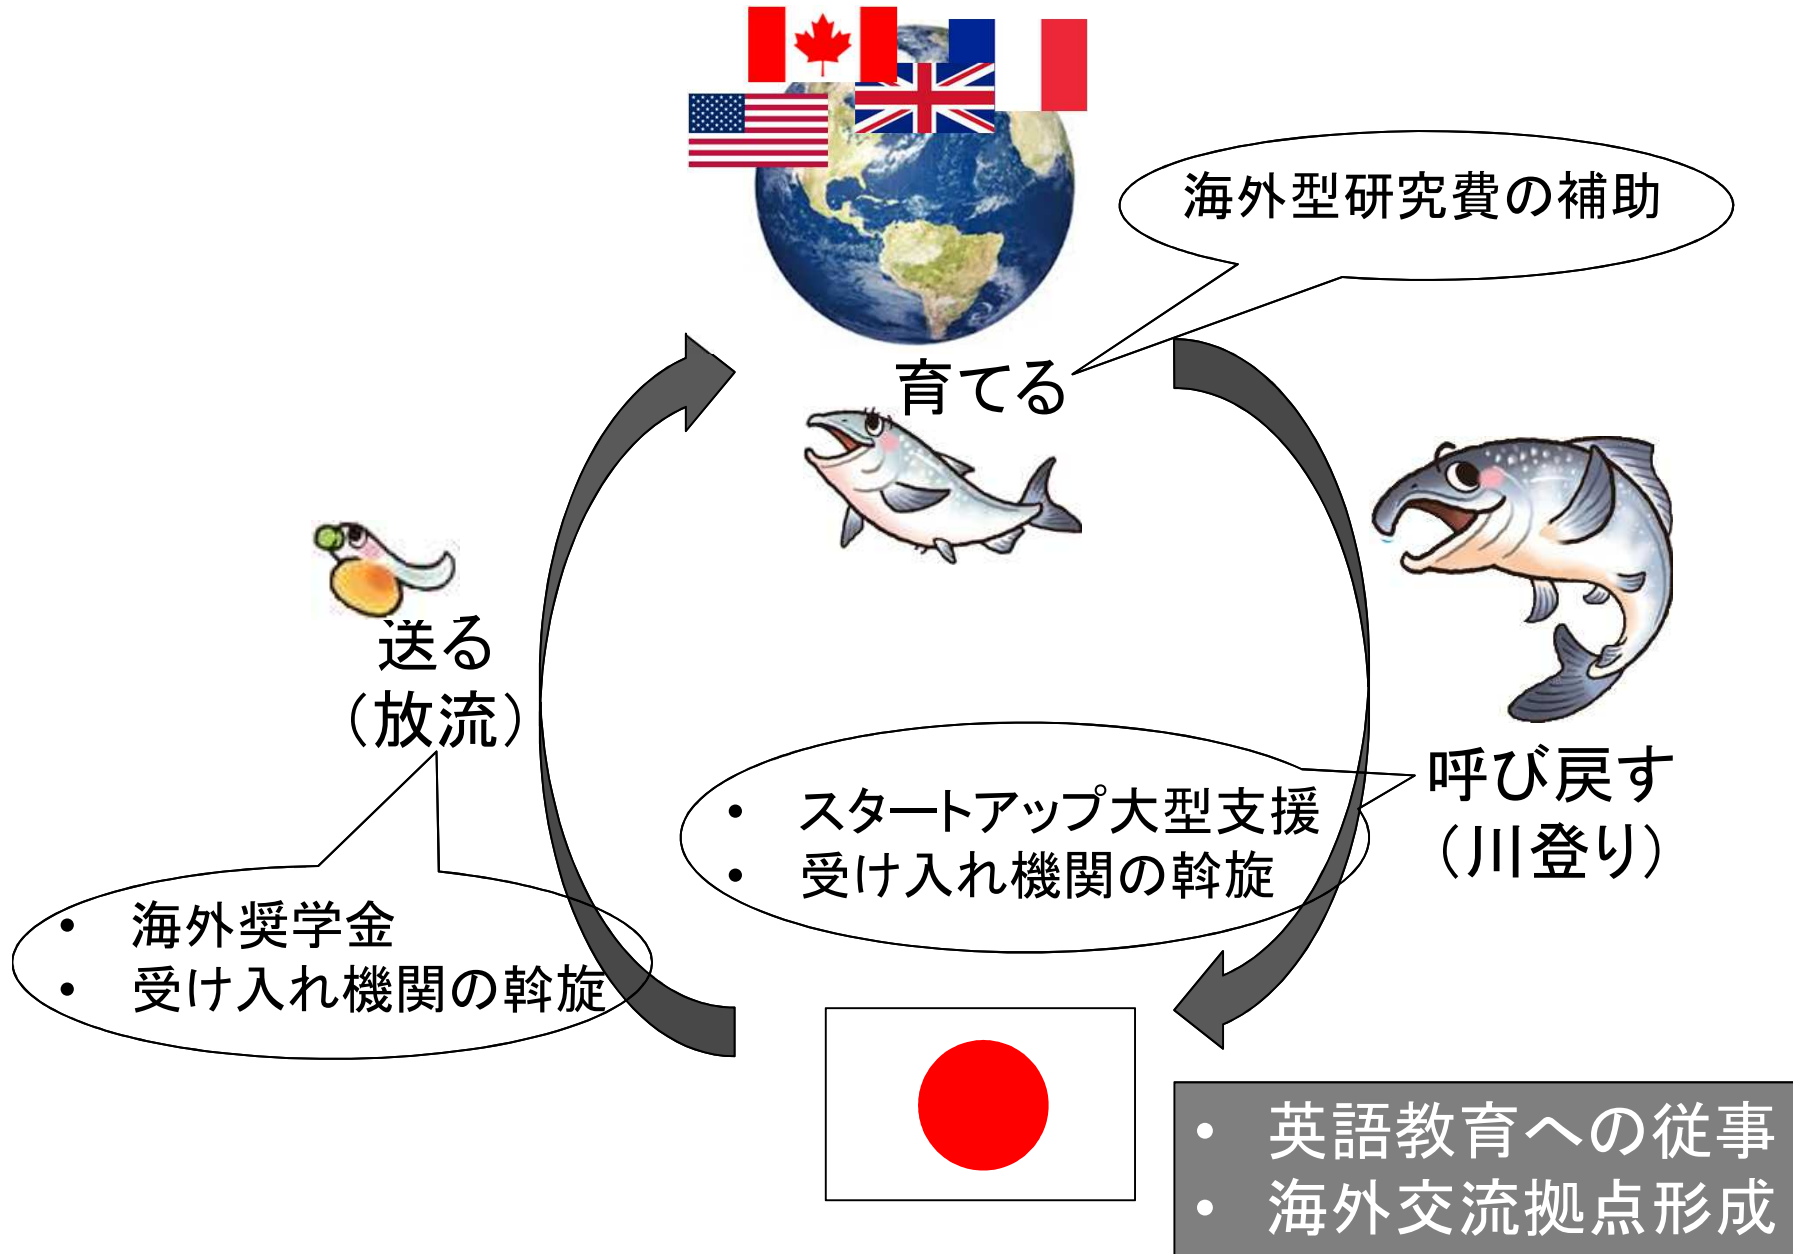 海外型研究費の補助
育てる
送る
（放流）
• 海外奨学金
• 受け入れ機関の斡旋
• スタートアップ大型支援
• 受け入れ機関の斡旋
呼び戻す
（川登り）
• 英語教育への従事
• 海外交流拠点形成